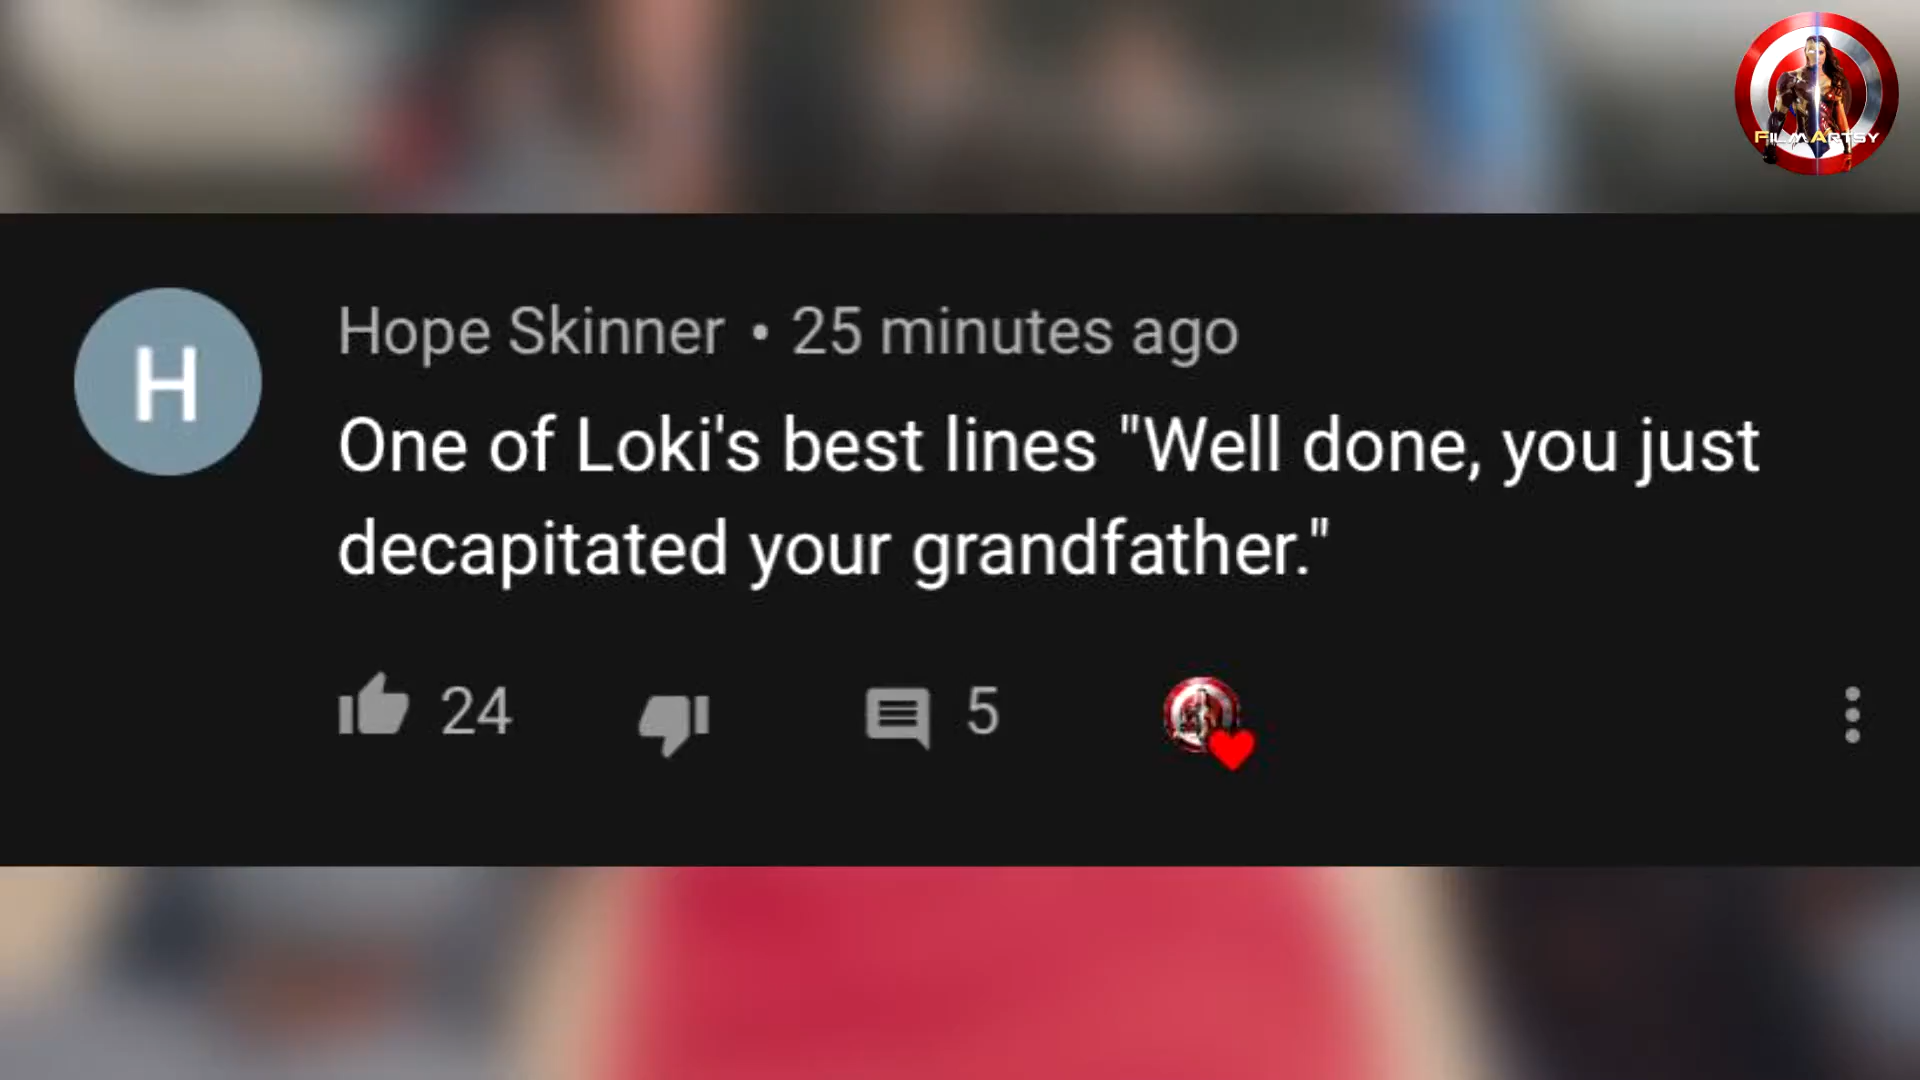 FILMARTSY
H
Hope Skinner • 25 minutes ago
One of Loki's best lines "Well done, you just
decapitated your grandfather."
24
5